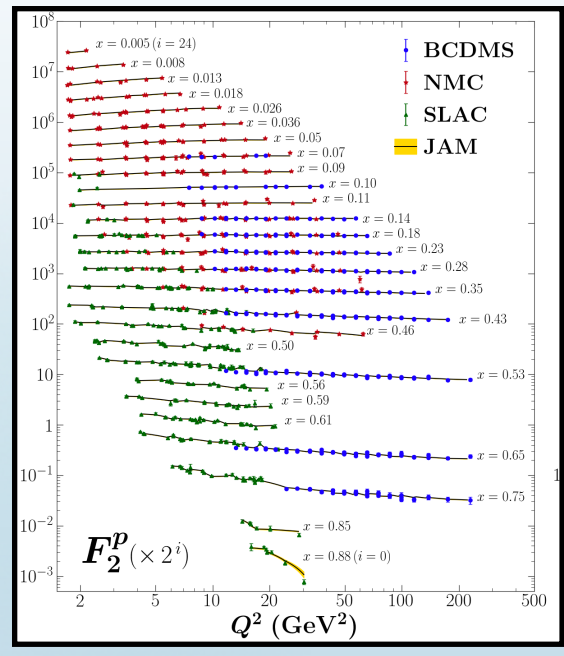 10^8
x = 0.005 (i = 24)
x = 0.008
10^7
x = 0.013
x = 0.018
x = 0.026
10^6
x = 0.036
x = 0.05
x = 0.07
10^5
x = 0.09
x = 0.10
x = 0.11
10^4
x = 0.14
x = 0.18
x = 0.23
10^3
x = 0.28
x = 0.35
x = 0.43
10^2
x = 0.46
x = 0.50
10
x = 0.53
x = 0.56
x = 0.59
1
x = 0.61
x = 0.65
10^-1
x = 0.75
10^-2
x = 0.85
x = 0.88 (i = 0)
10^-3
BCDMS
NMC
SLAC
JAM
F_2^p (× 2^i)
2 5 10 20 50 100 200 500
Q^2 (GeV^2)
1